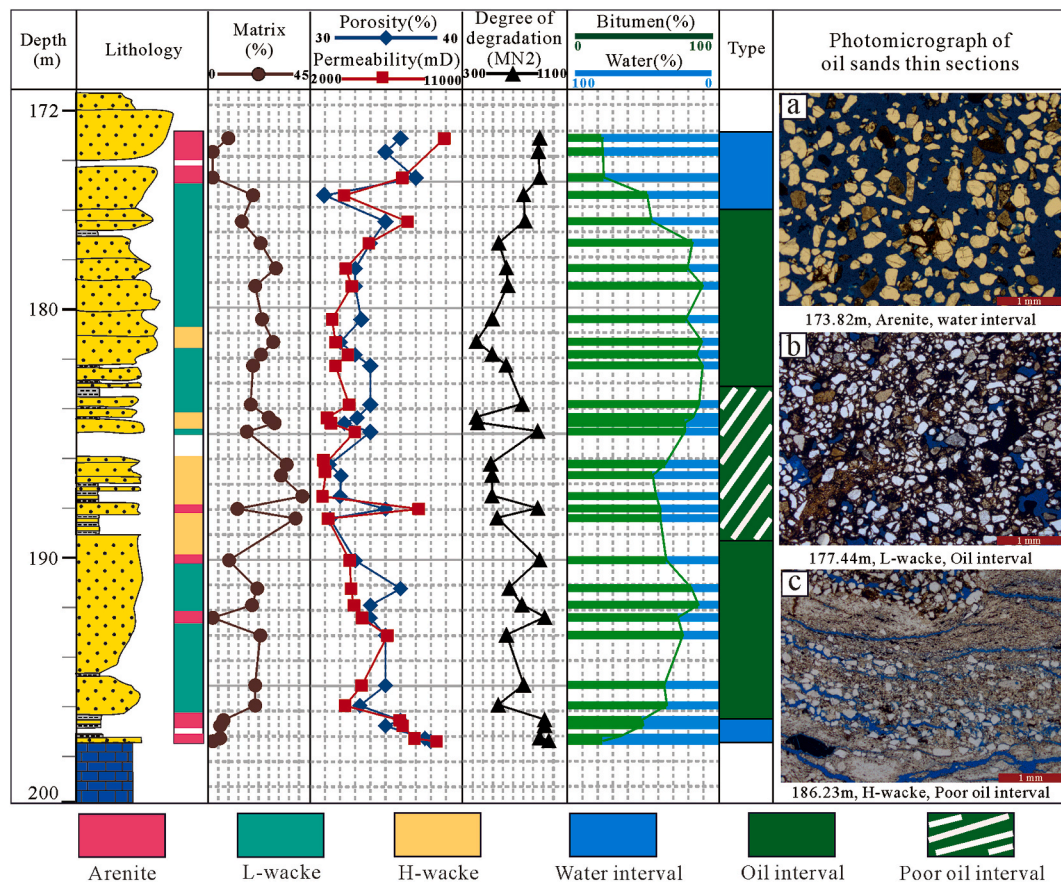 Depth
(m)
Lithology
Matrix
(%)
0
45
Porosity(%)
30
40
Permeability(mD)
2000
11000
Degree of
degradation
(MN2)
300
1100
Bitumen(%)
0
100
Water(%)
100
0
Type
Photomicrograph of
oil sands thin sections
172
180
190
200
a
1 mm
173.82m, Arenite, water interval
b
1 mm
177.44m, L-wacke, Oil interval
c
1 mm
186.23m, H-wacke, Poor oil interval
Arenite
L-wacke
H-wacke
Water interval
Oil interval
Poor oil interval